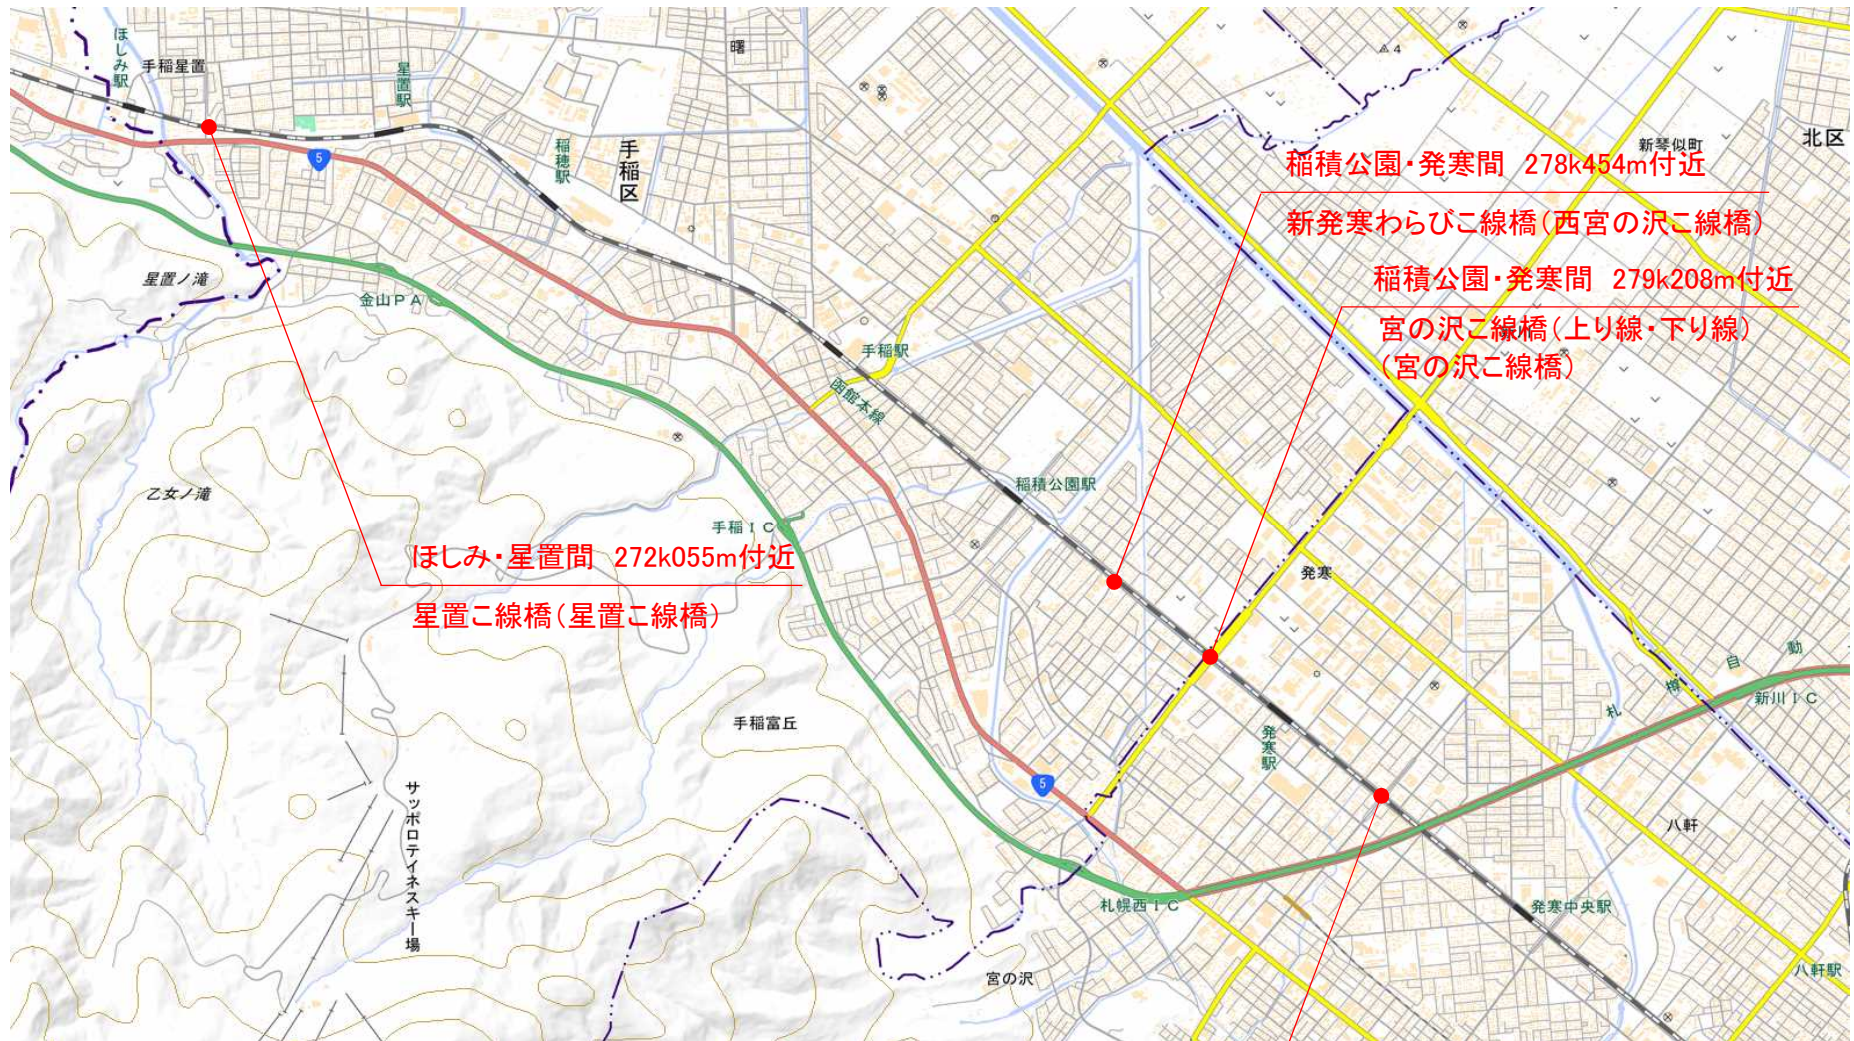 ほしみ駅
手稲星置
星置駅
曙
4
新琴似町
北区
5
稲穂駅
手稲区
稲積公園・発寒間 278k454m付近
新発寒わらびこ線橋(西宮の沢こ線橋)
稲積公園・発寒間 279k208m付近
宮の沢こ線橋(上り線・下り線)
(宮の沢こ線橋)
星置ノ滝
金山PA
手稲駅
函館本線
乙女ノ滝
稲積公園駅
手稲IC
ほしみ・星置間 272k055m付近
星置こ線橋(星置こ線橋)
発寒
手稲富丘
発寒駅
札樽自動
新川IC
5
サッポロテイネスキー場
八軒
札幌西IC
発寒中央駅
宮の沢
八軒駅